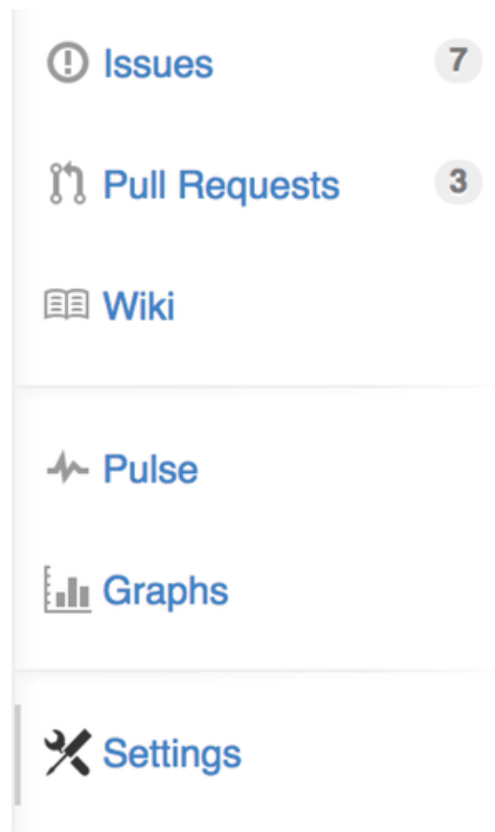 Issues 7
Pull Requests 3
Wiki
Pulse
Graphs
Settings